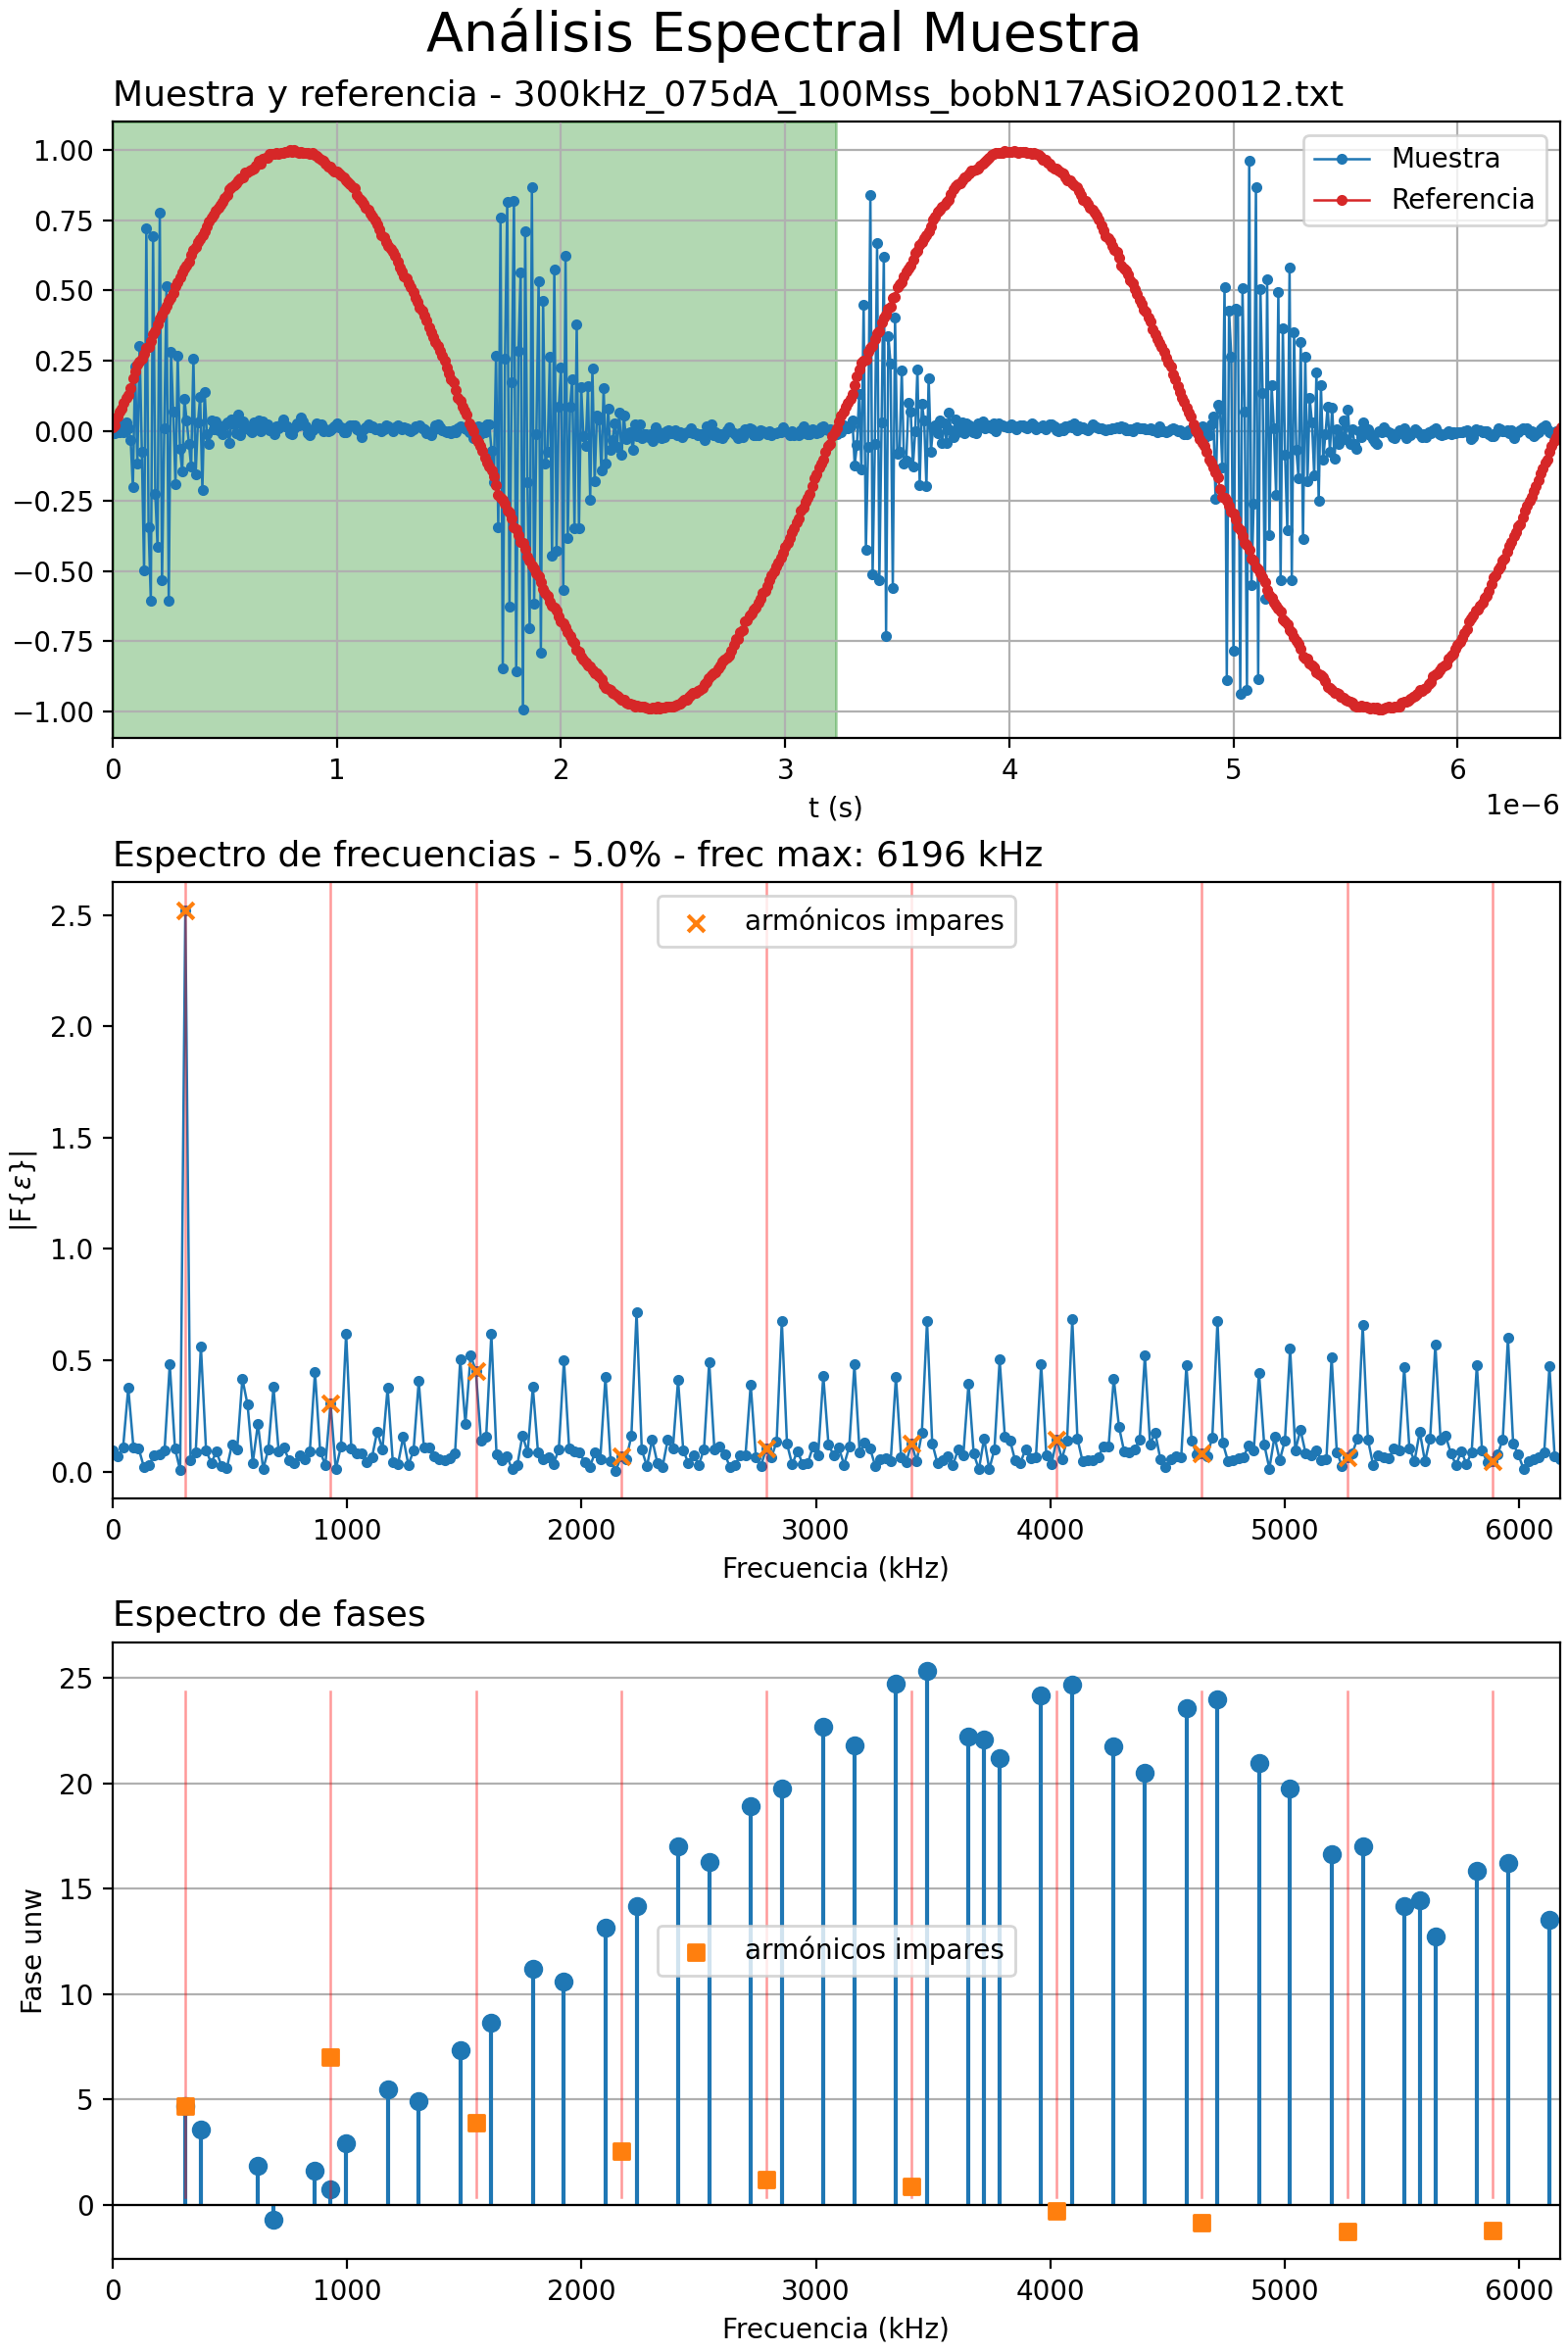 Análisis Espectral Muestra
Muestra y referencia - 300kHz_075dA_100Mss_bobN17ASiO20012.txt
Muestra
Referencia
1.00
0.75
0.50
0.25
0.00
−0.25
−0.50
−0.75
−1.00
0 1 2 3 4 5 6
1e−6
t (s)
Espectro de frecuencias - 5.0% - frec max: 6196 kHz
armónicos impares
|F{ε}|
2.5
2.0
1.5
1.0
0.5
0.0
0 1000 2000 3000 4000 5000 6000
Frecuencia (kHz)
Espectro de fases
armónicos impares
Fase unw
25
20
15
10
5
0
0 1000 2000 3000 4000 5000 6000
Frecuencia (kHz)